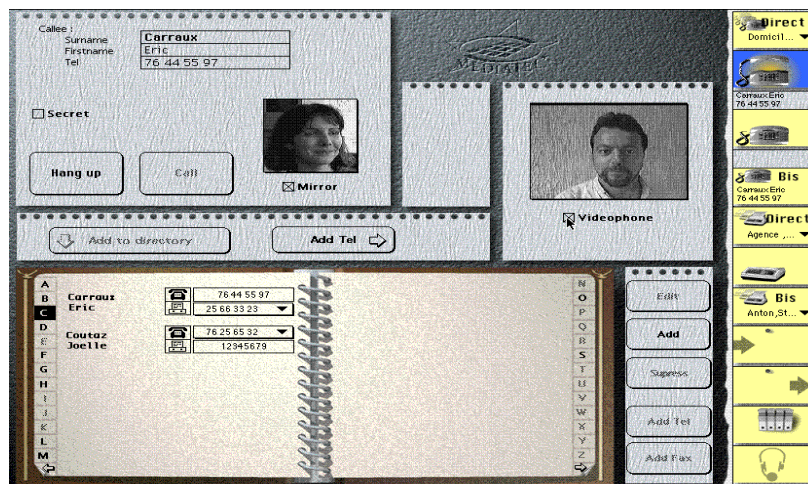 Callee :
Surname Carraux
Firstname Eric
Tel 76 44 55 97
Secret
Hang up
Call
Mirror
MEDIATEL
Videophone
Add to directory
Add Tel
A
B
C
D
E
F
G
H
I
J
K
L
M
Carraux
Eric
76 44 55 97
25 66 33 23
Coutaz
Joelle
76 25 65 32
12345679
N
O
P
Q
R
S
T
U
V
W
X
Y
Z
Edit
Add
Supress
Add Tel
Add Fax
Direct
Domicil...
Carraux Eric
76 44 55 97
Bis
Carraux Eric
76 44 55 97
Direct
Agence ,...
Bis
Anton,St...